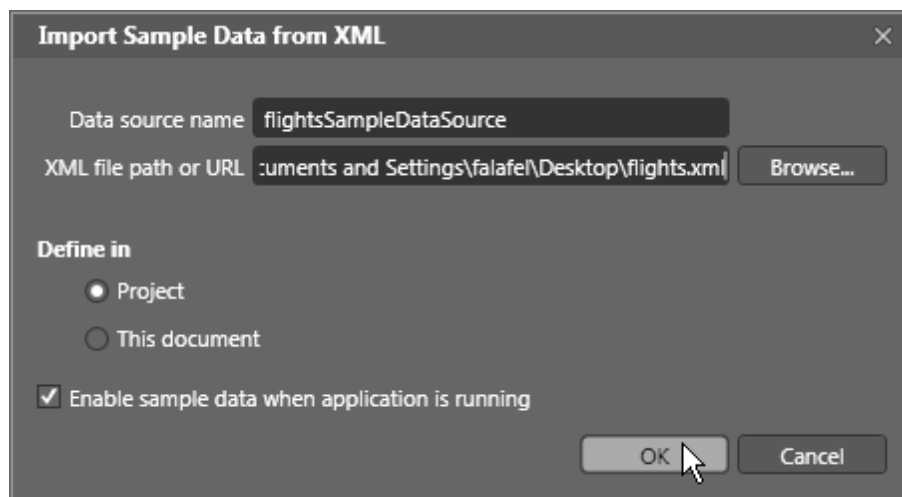 Import Sample Data from XML
Data source name flightsSampleDataSource
XML file path or URL :uments and Settings\falafel\Desktop\flights.xml Browse...
Define in
Project
This document
Enable sample data when application is running
OK Cancel